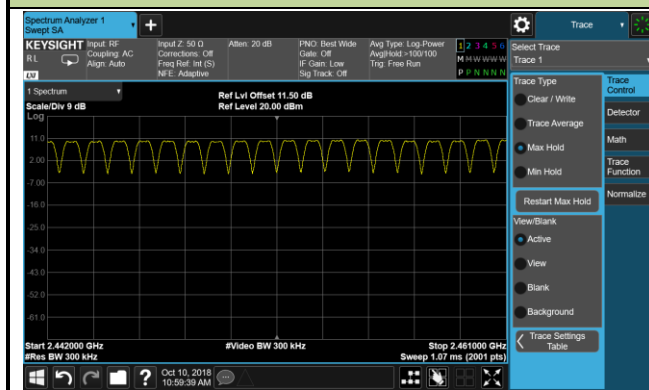 Spectrum Analyzer 1
Swept SA
Trace
KEYSIGHT
RL
LXI
Input: RF
Coupling: AC
Align: Auto
Input Z: 50 Ω
Corrections: Off
Freq Ref: Int (S)
NFE: Adaptive
Atten: 20 dB
PNO: Best Wide
Gate: Off
IF Gain: Low
Sig Track: Off
Avg Type: Log-Power
Avg|Hold:>100/100
Trig: Free Run
1 2 3 4 5 6
M H W W W W
P P N N N N
Select Trace
Trace 1
1 Spectrum
Scale/Div 9 dB
Log
Ref Lvl Offset 11.50 dB
Ref Level 20.00 dBm
11.0
2.00
-7.00
-16.0
-25.0
-34.0
-43.0
-52.0
-61.0
Start 2.442000 GHz
#Res BW 300 kHz
#Video BW 300 kHz
Stop 2.461000 GHz
Sweep 1.07 ms (2001 pts)
Trace Type
Clear / Write
Trace Average
Max Hold
Min Hold
Restart Max Hold
View/Blank
Active
View
Blank
Background
Trace Settings
Table
Trace
Control
Detector
Math
Trace
Function
Normalize
?
Oct 10, 2018
10:59:39 AM